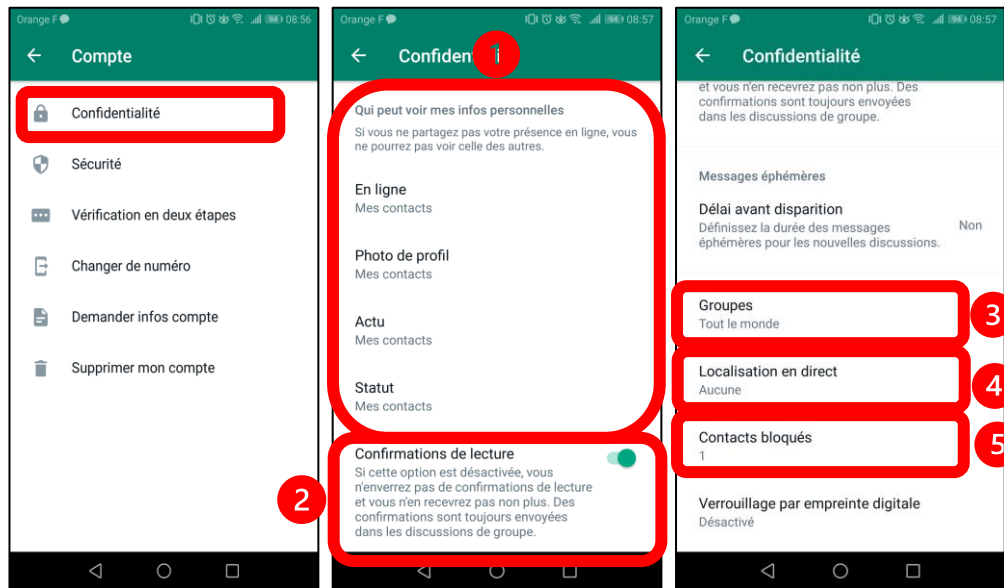 Orange F 94 08:56
Compte
Confidentialité
Sécurité
Vérification en deux étapes
Changer de numéro
Demander infos compte
Supprimer mon compte
Orange F 94 08:57
Confiden
1
Qui peut voir mes infos personnelles
Si vous ne partagez pas votre présence en ligne, vous
ne pourrez pas voir celle des autres.
En ligne
Mes contacts
Photo de profil
Mes contacts
Actu
Mes contacts
Statut
Mes contacts
2
Confirmations de lecture
Si cette option est désactivée, vous
n'enverrez pas de confirmations de lecture
et vous n'en recevrez pas non plus. Des
confirmations sont toujours envoyées
dans les discussions de groupe.
Orange F 94 08:57
Confidentialité
et vous n'en recevrez pas non plus. Des
confirmations sont toujours envoyées
dans les discussions de groupe.
Messages éphémères
Délai avant disparition
Définissez la durée des messages
éphémères pour les nouvelles discussions.
Non
Groupes
Tout le monde
3
Localisation en direct
Aucune
4
Contacts bloqués
1
5
Verrouillage par empreinte digitale
Désactivé